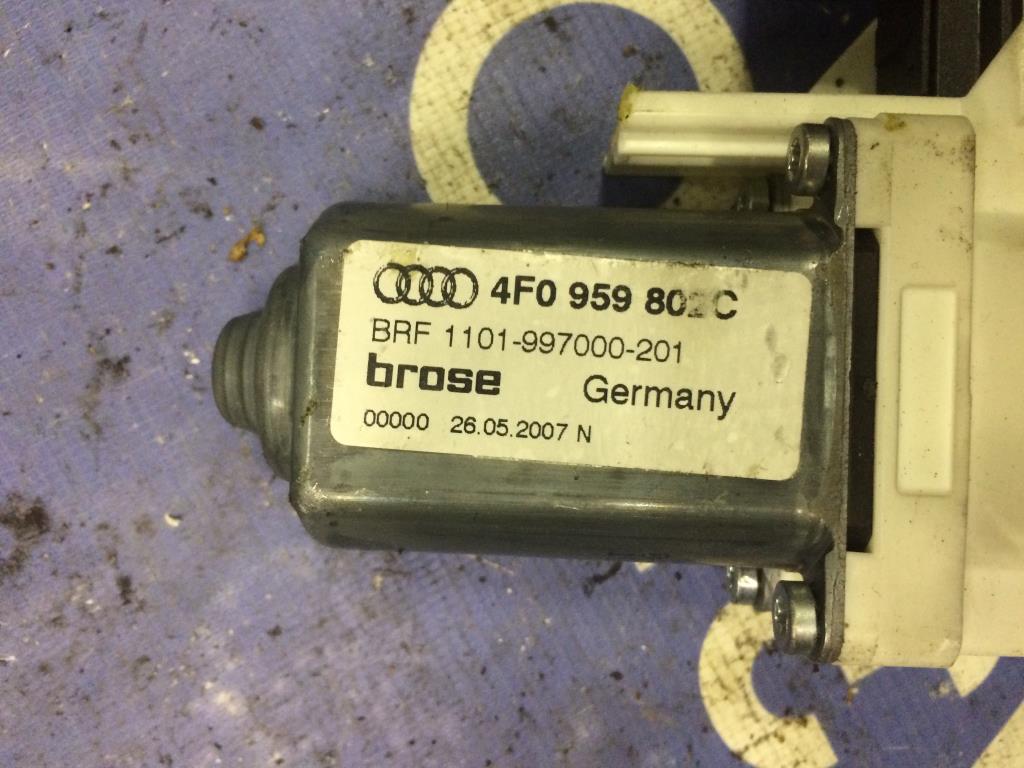 4F0 959 802C
BRF 1101-997000-201
brose Germany
00000 26.05.2007 N